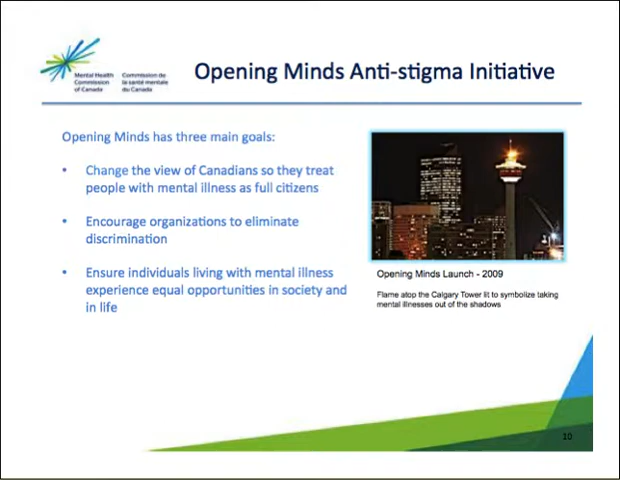 Mental Health
Commission
of Canada
Commission de
la santé mentale
du Canada
Opening Minds Anti-stigma Initiative
Opening Minds has three main goals:
• Change the view of Canadians so they treat
people with mental illness as full citizens
• Encourage organizations to eliminate
discrimination
• Ensure individuals living with mental illness
experience equal opportunities in society and
in life
Opening Minds Launch - 2009
Flame atop the Calgary Tower lit to symbolize taking
mental illnesses out of the shadows
10